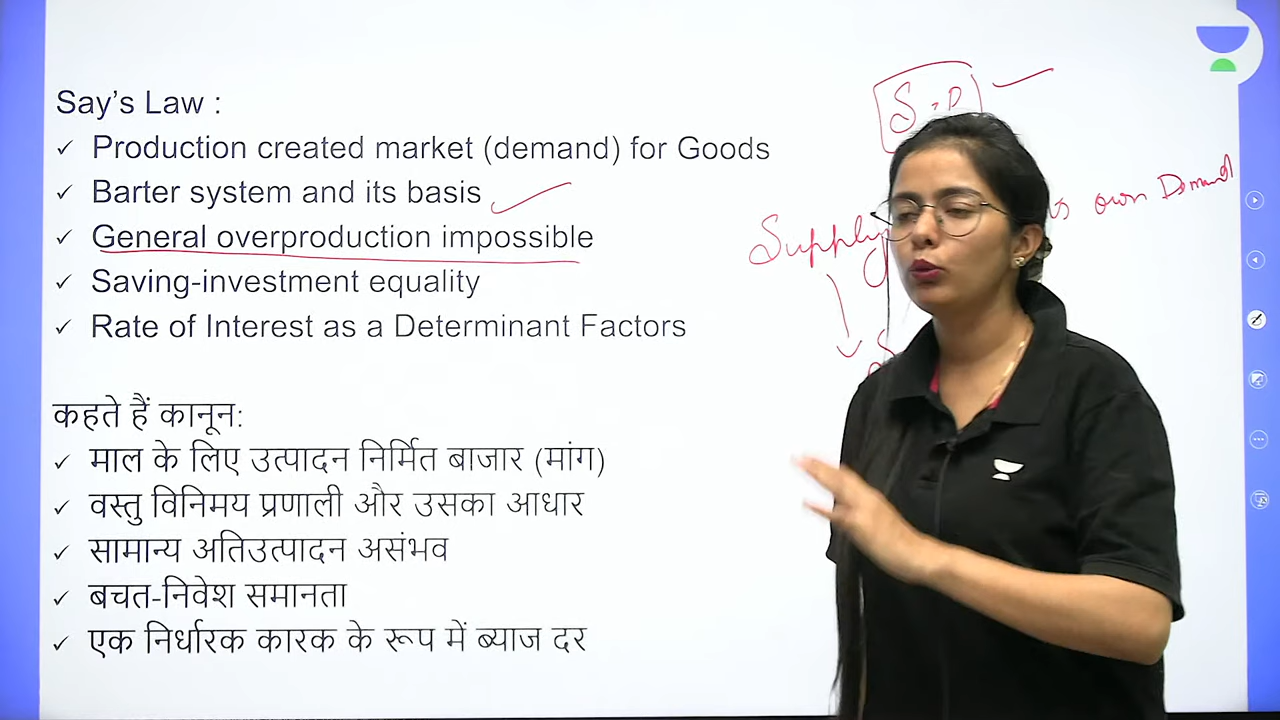 Say's Law :
✓ Production created market (demand) for Goods
✓ Barter system and its basis
✓ General overproduction impossible
✓ Saving-investment equality
✓ Rate of Interest as a Determinant Factors
कहते हैं कानून:
✓ माल के लिए उत्पादन निर्मित बाजार (मांग)
✓ वस्तु विनिमय प्रणाली और उसका आधार
✓ सामान्य अतिउत्पादन असंभव
✓ बचत-निवेश समानता
✓ एक निर्धारक कारक के रूप में ब्याज दर
S = D
Supply own Demand